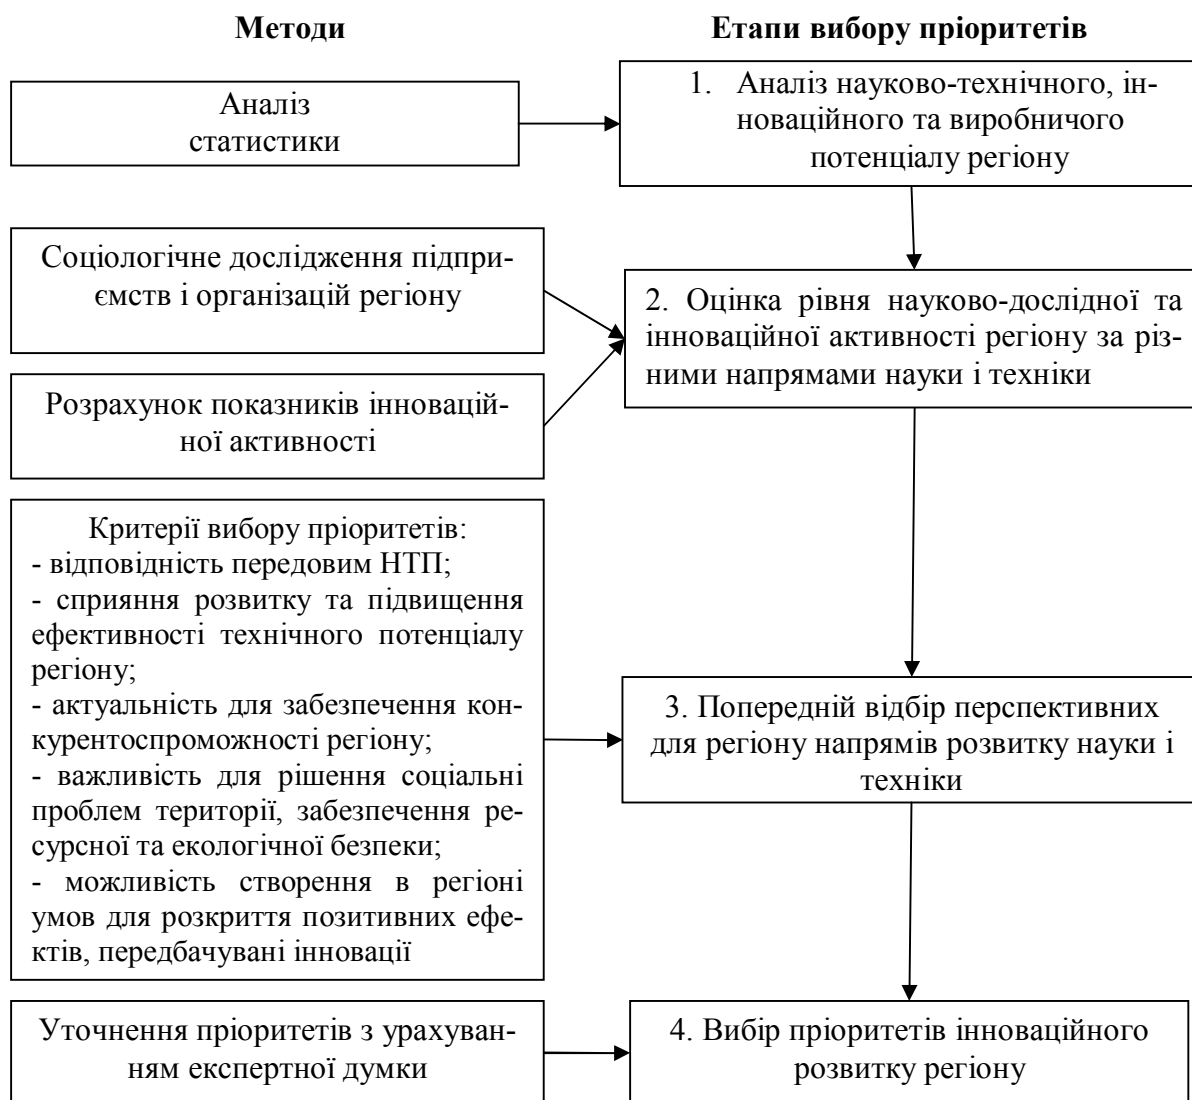 Методи
Етапи вибору пріоритетів
Аналіз
статистики
1. Аналіз науково-технічного, ін-
новаційного та виробничого
потенціалу регіону
Соціологічне дослідження підпри-
ємств і організацій регіону
2. Оцінка рівня науково-дослідної та
інноваційної активності регіону за різ-
ними напрямами науки і техніки
Розрахунок показників інновацій-
ної активності
Критерії вибору пріоритетів:
- відповідність передовим НТП;
- сприяння розвитку та підвищення
ефективності технічного потенціалу
регіону;
- актуальність для забезпечення кон-
курентоспроможності регіону;
- важливість для рішення соціальні
проблем території, забезпечення ре-
сурсної та екологічної безпеки;
- можливість створення в регіоні
умов для розкриття позитивних ефе-
ктів, передбачувані інновації
3. Попередній відбір перспективних
для регіону напрямів розвитку науки і
техніки
Уточнення пріоритетів з урахуван-
ням експертної думки
4. Вибір пріоритетів інноваційного
розвитку регіону